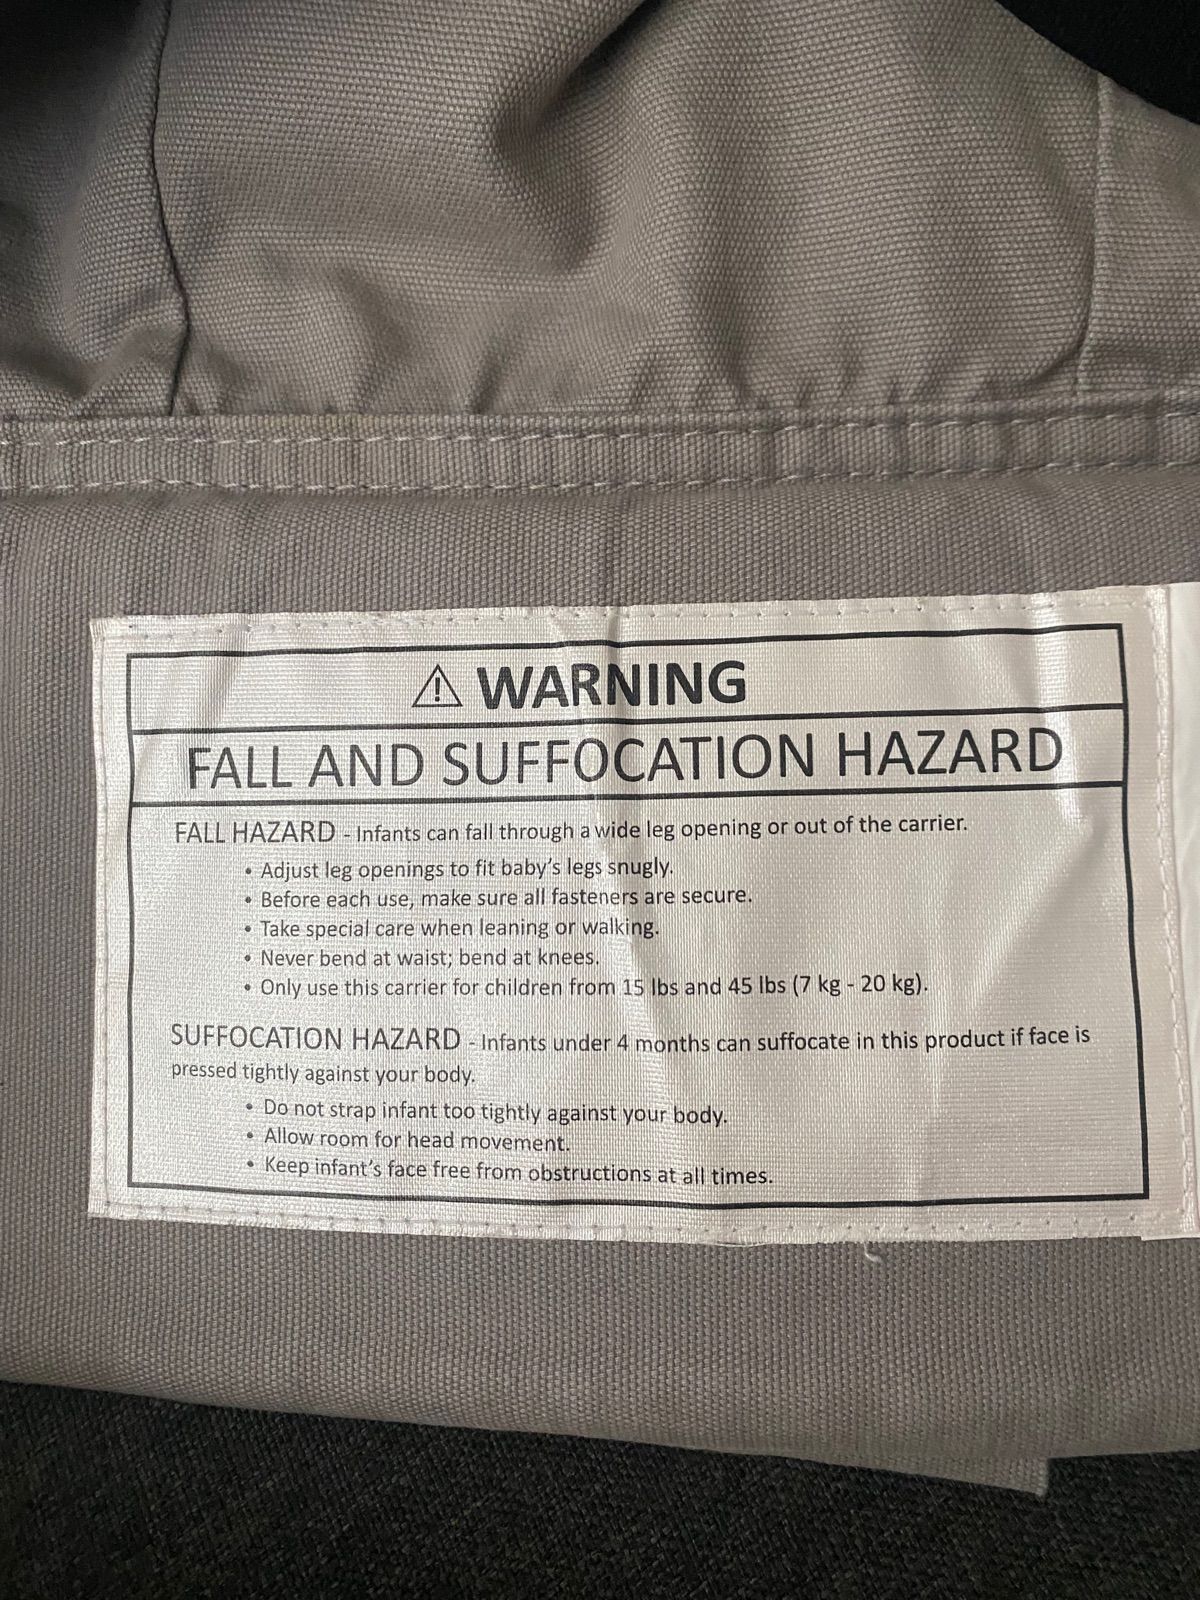 ⚠ WARNING
FALL AND SUFFOCATION HAZARD
FALL HAZARD - Infants can fall through a wide leg opening or out of the carrier.
• Adjust leg openings to fit baby's legs snugly.
• Before each use, make sure all fasteners are secure.
• Take special care when leaning or walking.
• Never bend at waist; bend at knees.
• Only use this carrier for children from 15 lbs and 45 lbs (7 kg - 20 kg).
SUFFOCATION HAZARD - Infants under 4 months can suffocate in this product if face is
pressed tightly against your body.
• Do not strap infant too tightly against your body.
• Allow room for head movement.
• Keep infant's face free from obstructions at all times.